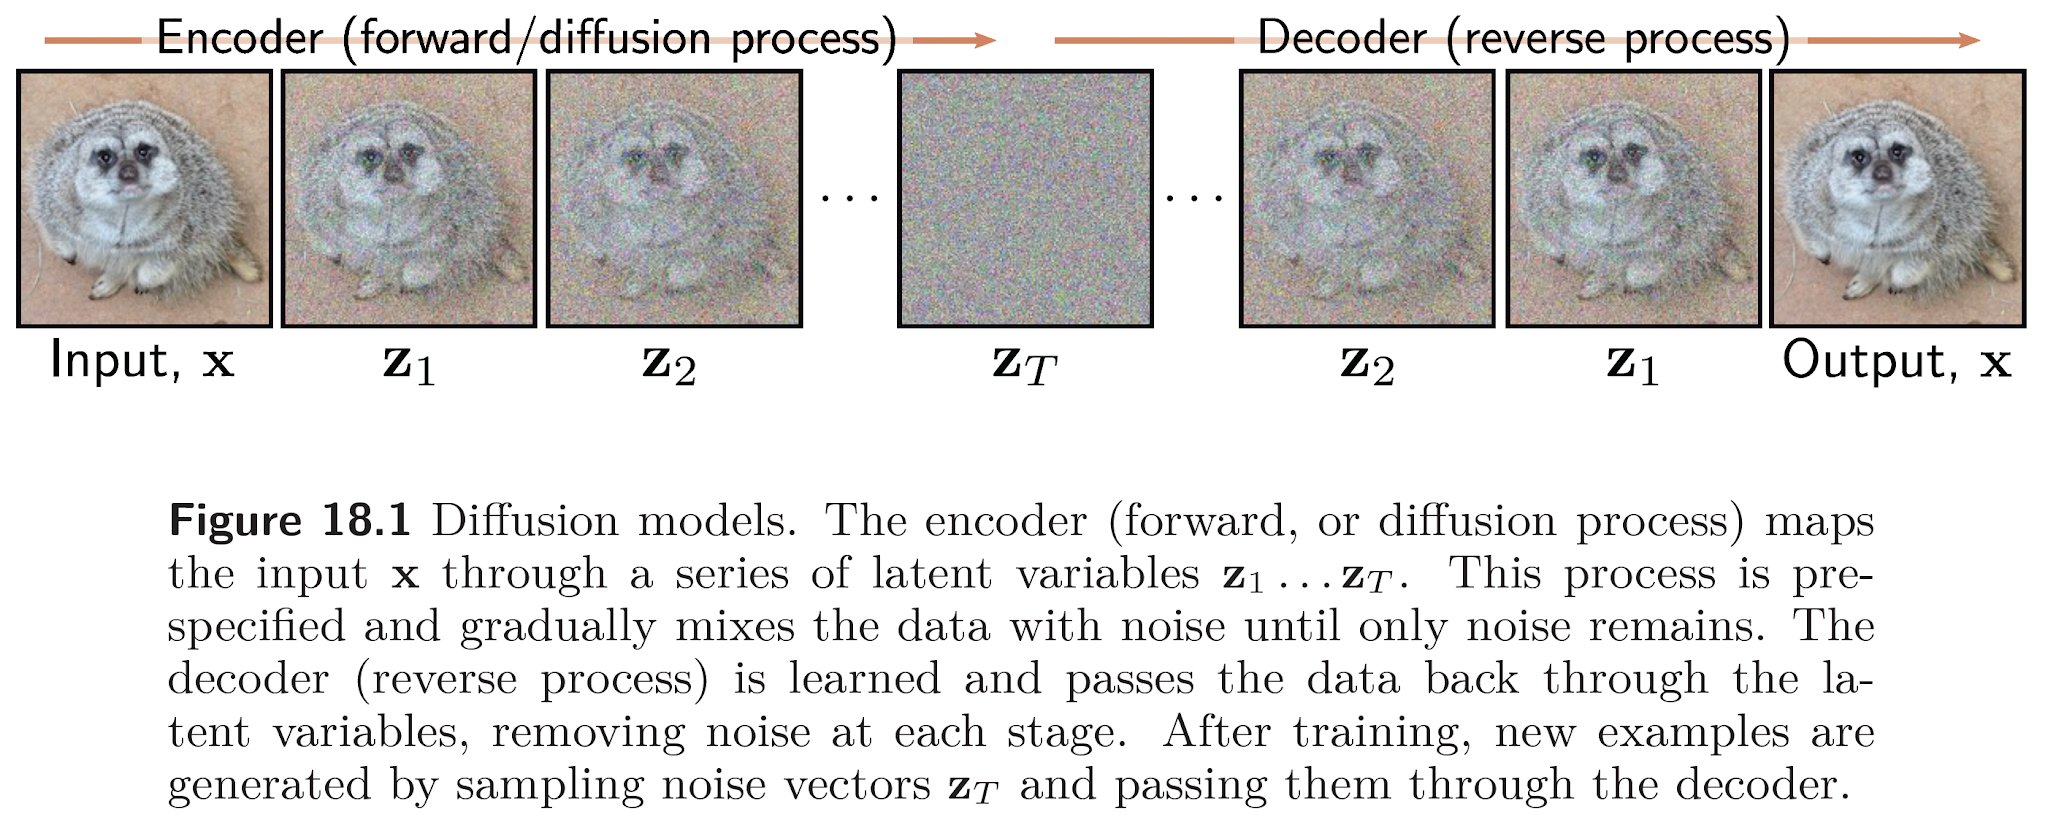 Encoder (forward/diffusion process) Decoder (reverse process)
... ...
Input, x z₁ z₂ z_T z₂ z₁ Output, x
Figure 18.1 Diffusion models. The encoder (forward, or diffusion process) maps
the input x through a series of latent variables z₁ ... z_T. This process is pre-
specified and gradually mixes the data with noise until only noise remains. The
decoder (reverse process) is learned and passes the data back through the la-
tent variables, removing noise at each stage. After training, new examples are
generated by sampling noise vectors z_T and passing them through the decoder.